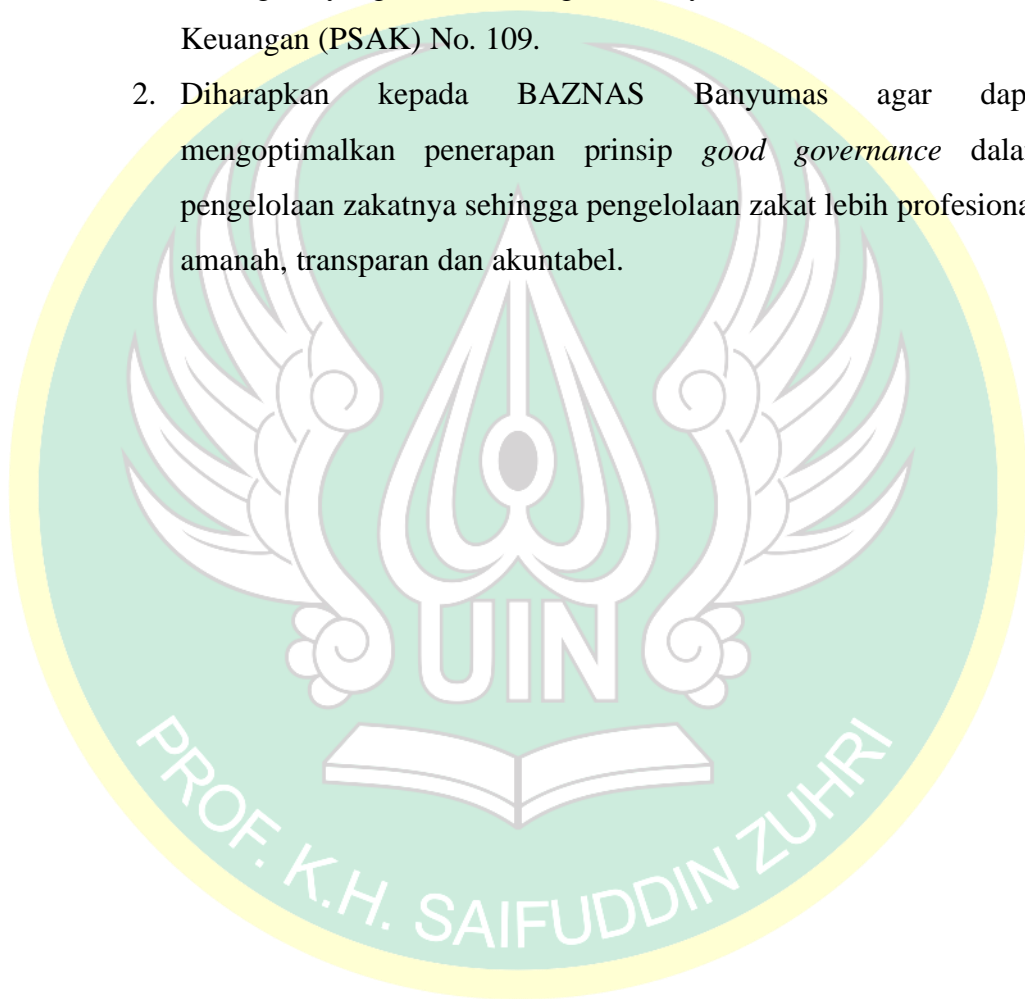 Keuangan (PSAK) No. 109.
2. Diharapkan kepada BAZNAS Banyumas agar dap
mengoptimalkan penerapan prinsip good governance dala
pengelolaan zakatnya sehingga pengelolaan zakat lebih profesiona
amanah, transparan dan akuntabel.
UIN
PROF. K.H. SAIFUDDIN ZUHRI